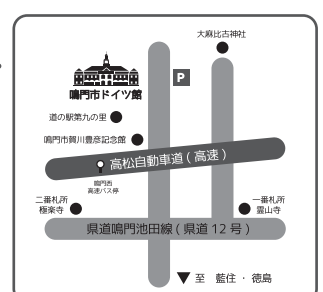 大麻比古神社
P
鳴門市ドイツ館
道の駅第九の里
鳴門市賀川豊彦記念館
高松自動車道(高速)
鳴門西
高速バス停
二番札所
極楽寺
一番札所
霊山寺
県道鳴門池田線(県道12号)
至 藍住・徳島